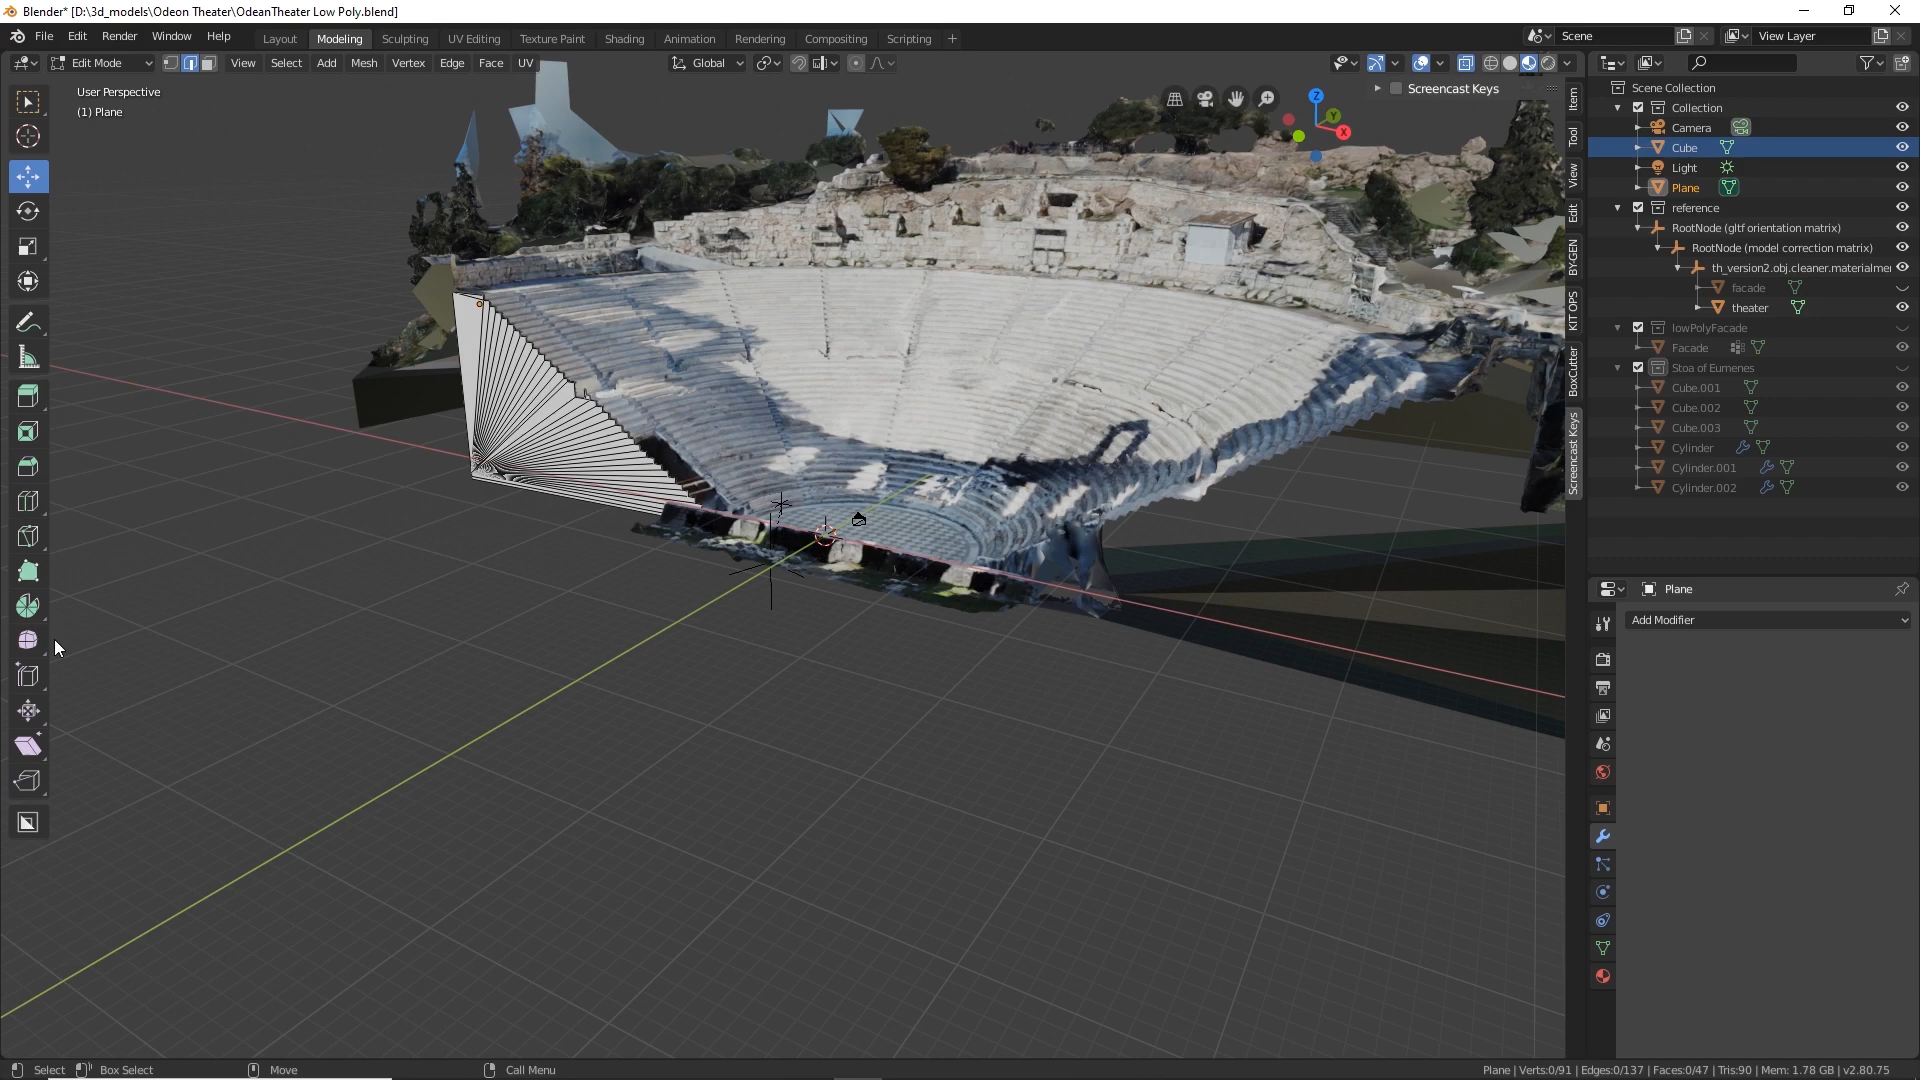 Blender* [D:\3d_models\Odeon Theater\OdeanTheater Low Poly.blend]
File Edit Render Window Help
Layout Modeling Sculpting UV Editing Texture Paint Shading Animation Rendering Compositing Scripting +
Scene
View Layer
Edit Mode
View Select Add Mesh Vertex Edge Face UV
Global
User Perspective
(1) Plane
Screencast Keys
Z
Y
X
Item
Tool
View
Edit
BY-GEN
KIT OPS
BoxCutter
Screencast Keys
Scene Collection
Collection
Camera
Cube
Light
Plane
reference
RootNode (gltf orientation matrix)
RootNode (model correction matrix)
th_version2.obj.cleaner.materialme
facade
theater
lowPolyFacade
Facade
Stoa of Eumenes
Cube.001
Cube.002
Cube.003
Cylinder
Cylinder.001
Cylinder.002
Plane
Add Modifier
Select
Box Select
Move
Call Menu
Plane | Verts:0/91 | Edges:0/137 | Faces:0/47 | Tris:90 | Mem: 1.78 GB | v2.80.75